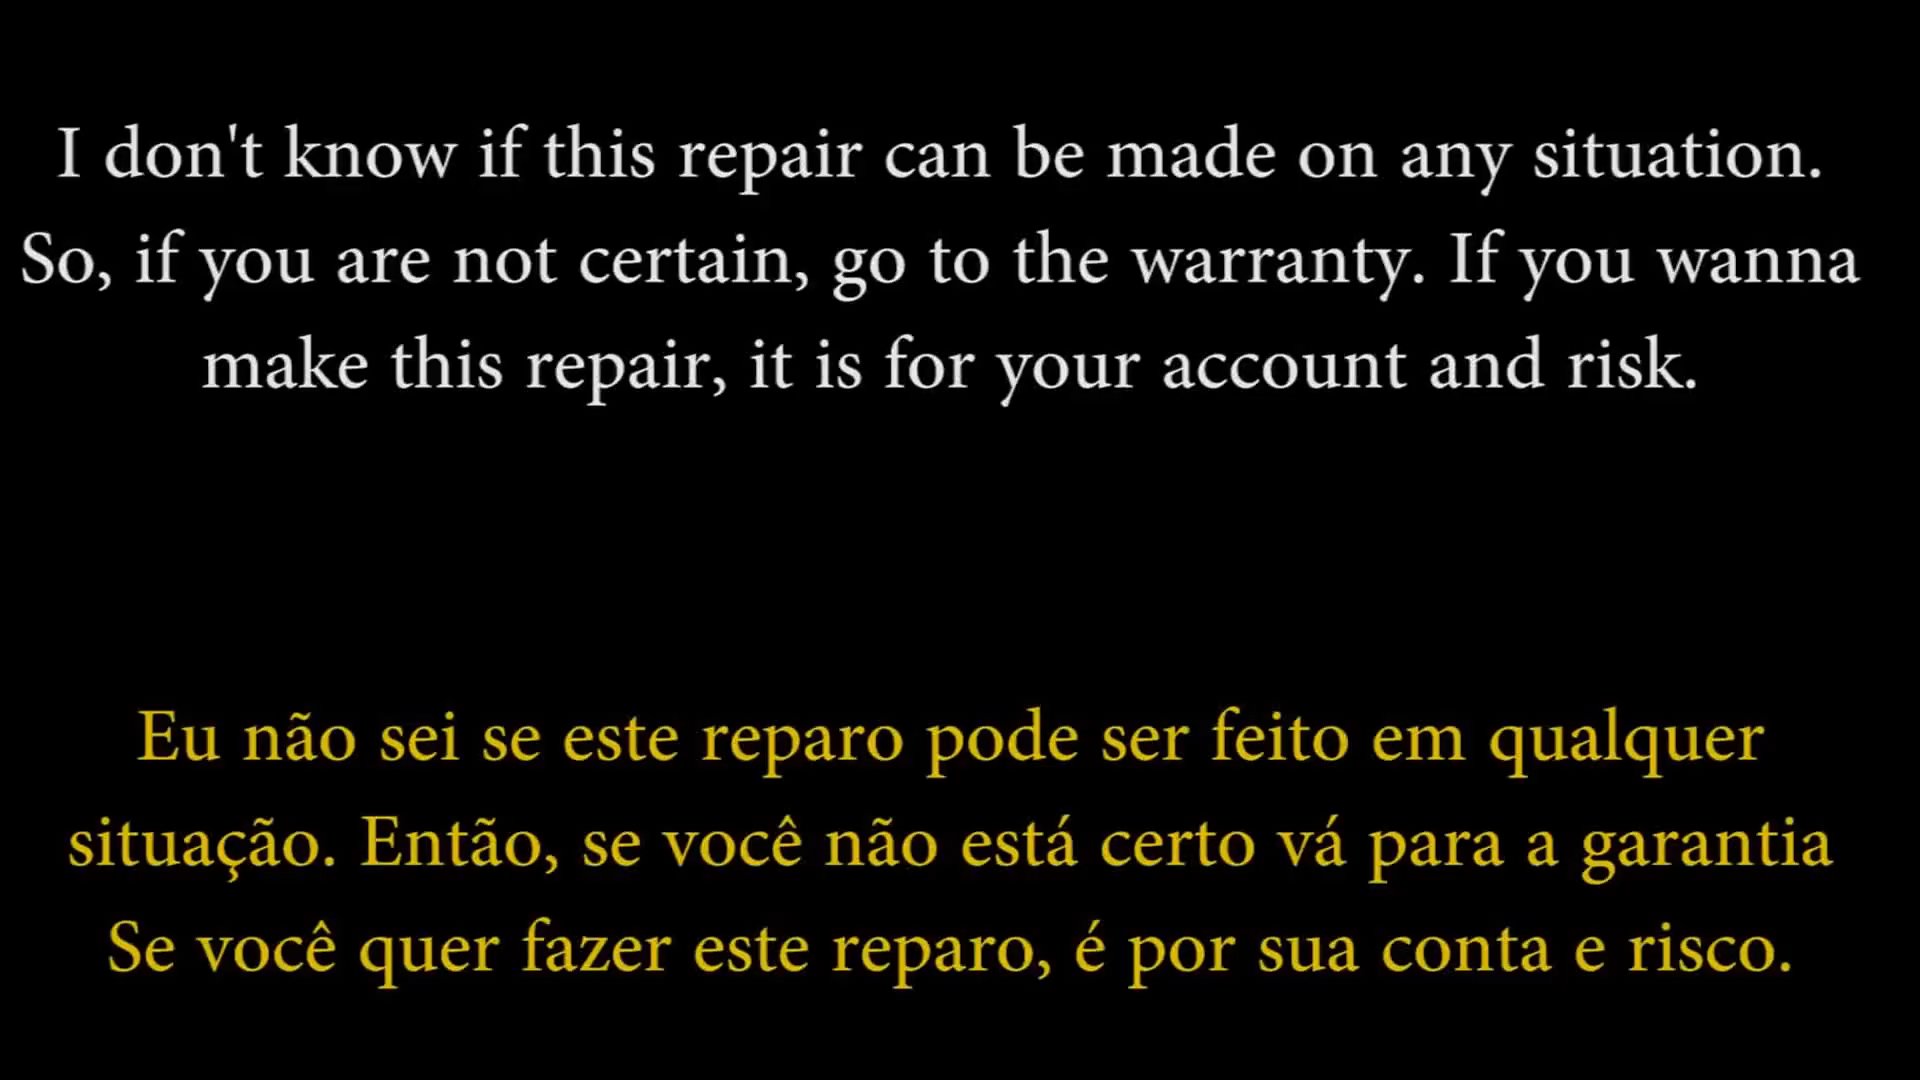 I don't know if this repair can be made on any situation.
So, if you are not certain, go to the warranty. If you wanna
make this repair, it is for your account and risk.
Eu não sei se este reparo pode ser feito em qualquer
situação. Então, se você não está certo vá para a garantia
Se você quer fazer este reparo, é por sua conta e risco.